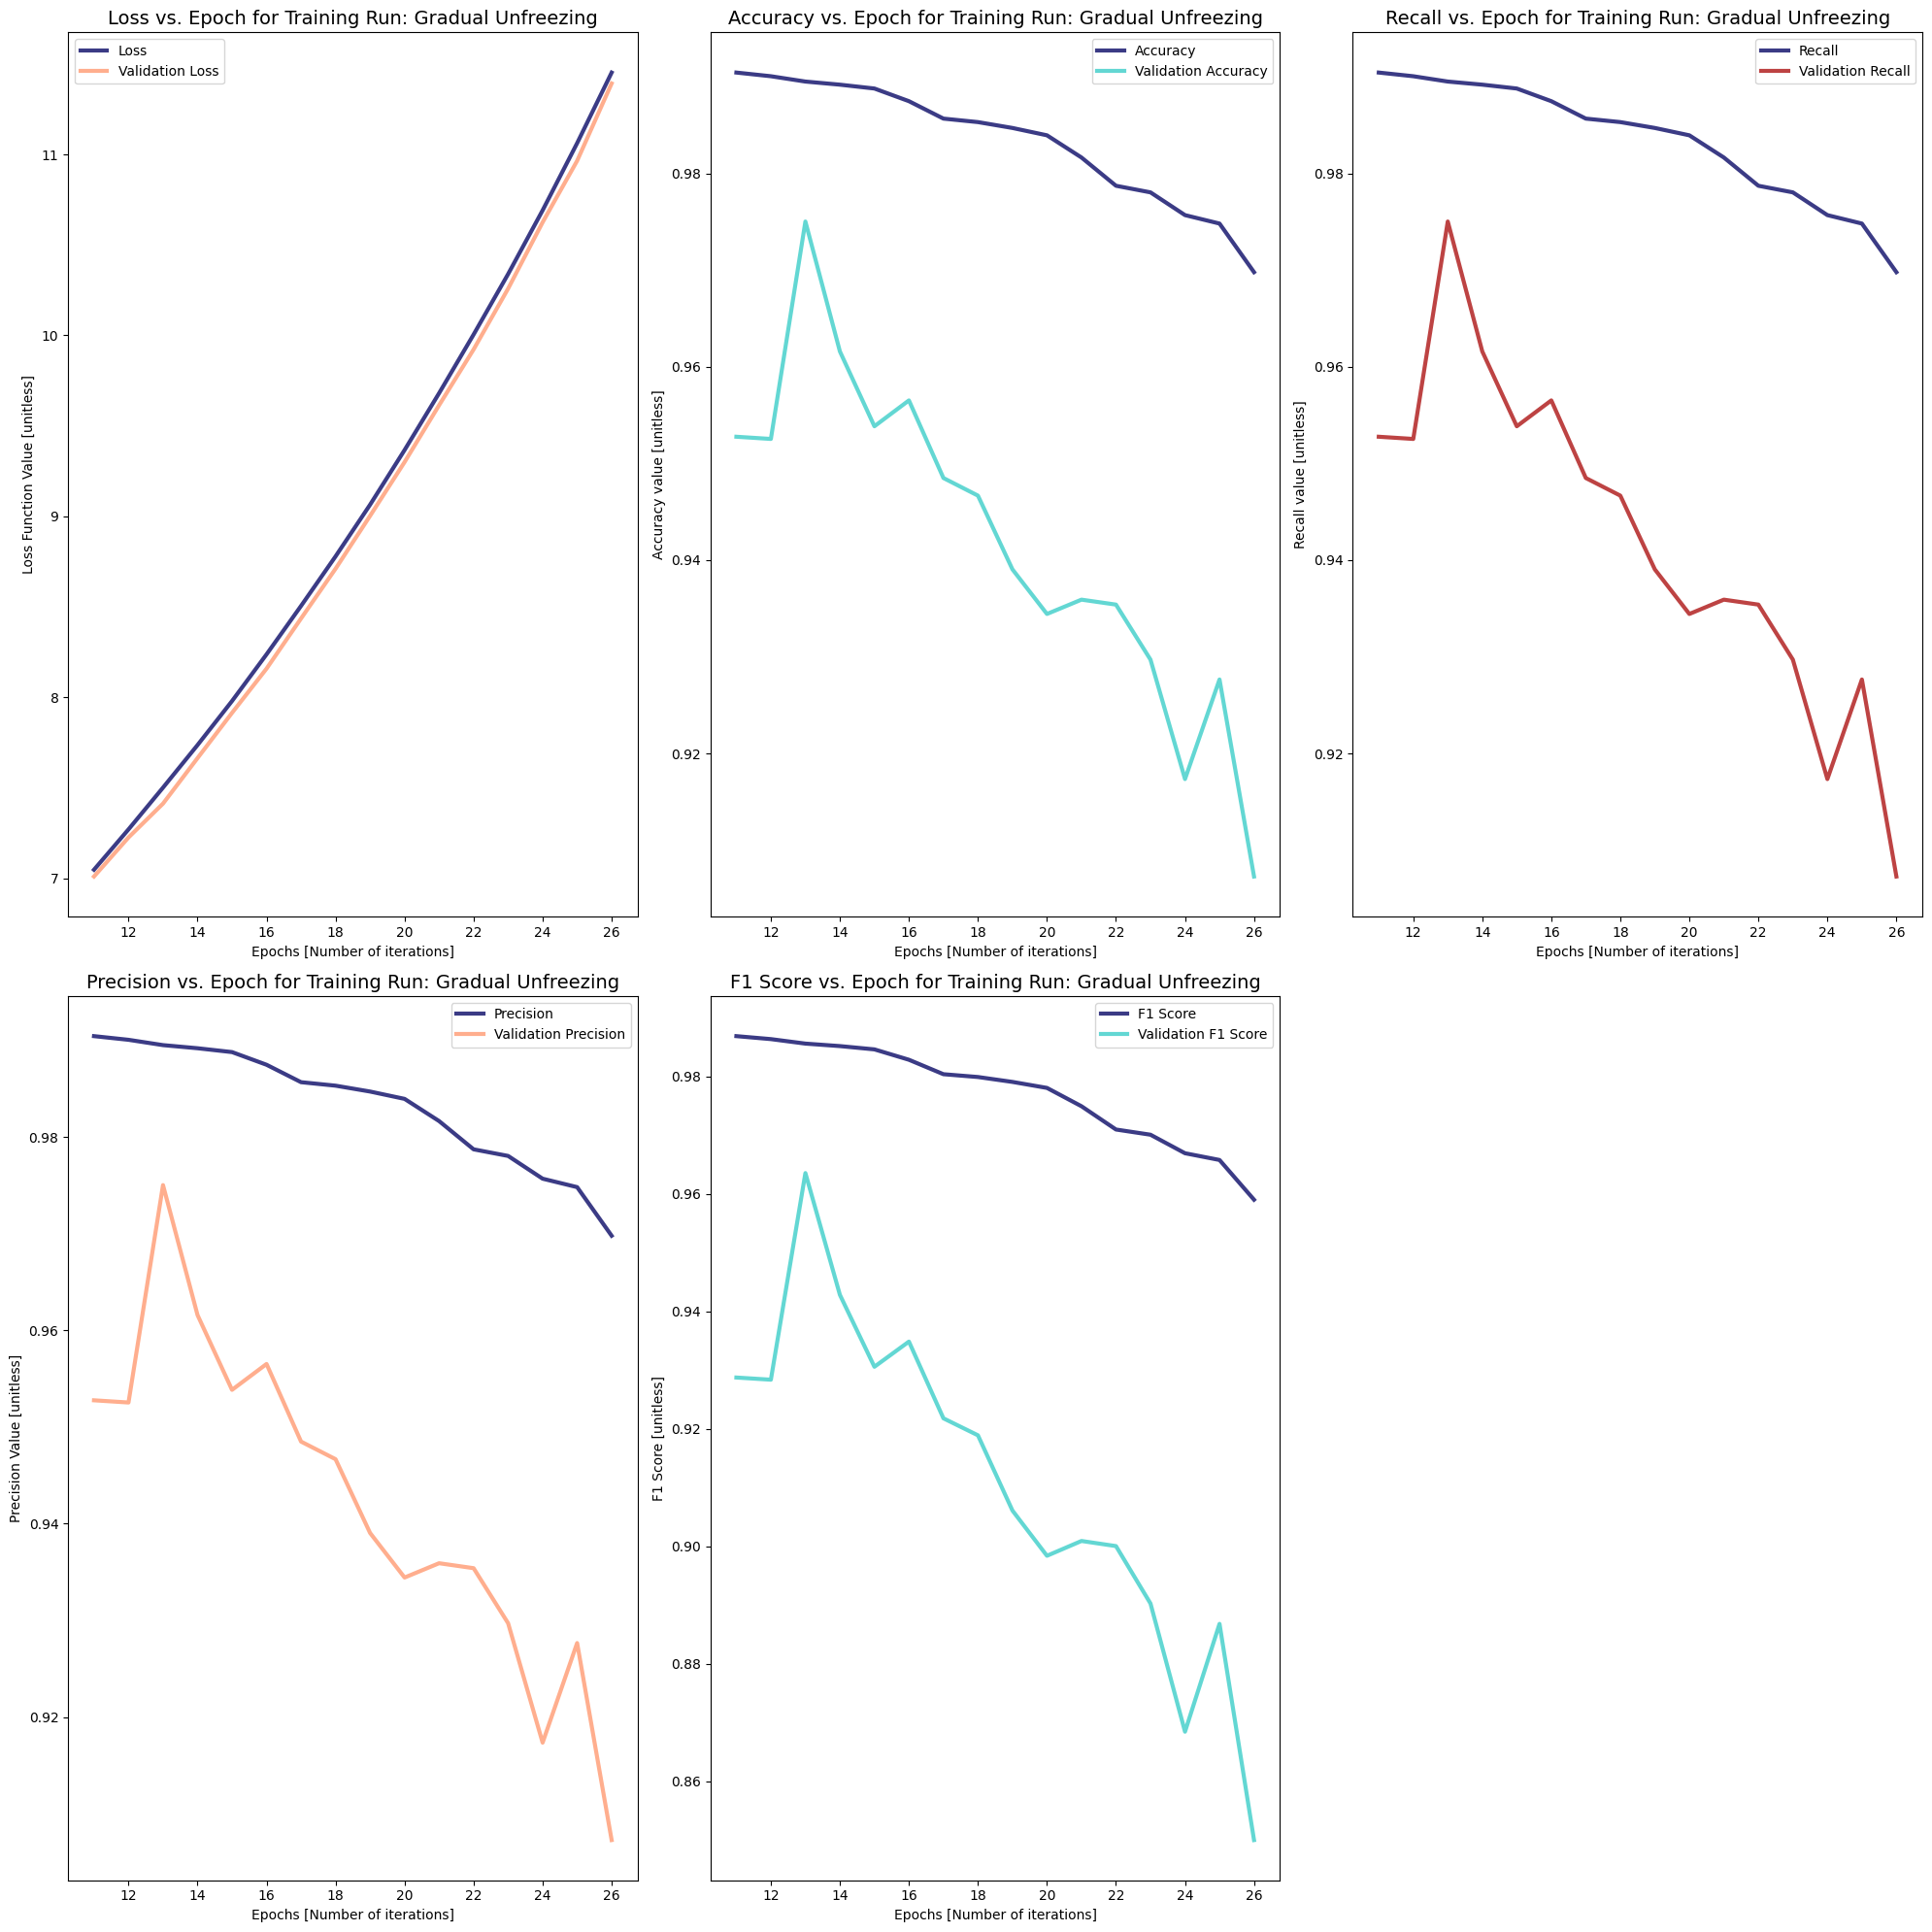 Loss vs. Epoch for Training Run: Gradual Unfreezing
Loss
Validation Loss
Loss Function Value [unitless]
11
10
9
8
7
12 14 16 18 20 22 24 26
Epochs [Number of iterations]
Accuracy vs. Epoch for Training Run: Gradual Unfreezing
Accuracy
Validation Accuracy
Accuracy value [unitless]
0.98
0.96
0.94
0.92
12 14 16 18 20 22 24 26
Epochs [Number of iterations]
Recall vs. Epoch for Training Run: Gradual Unfreezing
Recall
Validation Recall
Recall value [unitless]
0.98
0.96
0.94
0.92
12 14 16 18 20 22 24 26
Epochs [Number of iterations]
Precision vs. Epoch for Training Run: Gradual Unfreezing
Precision
Validation Precision
Precision Value [unitless]
0.98
0.96
0.94
0.92
12 14 16 18 20 22 24 26
Epochs [Number of iterations]
F1 Score vs. Epoch for Training Run: Gradual Unfreezing
F1 Score
Validation F1 Score
F1 Score [unitless]
0.98
0.96
0.94
0.92
0.90
0.88
0.86
12 14 16 18 20 22 24 26
Epochs [Number of iterations]